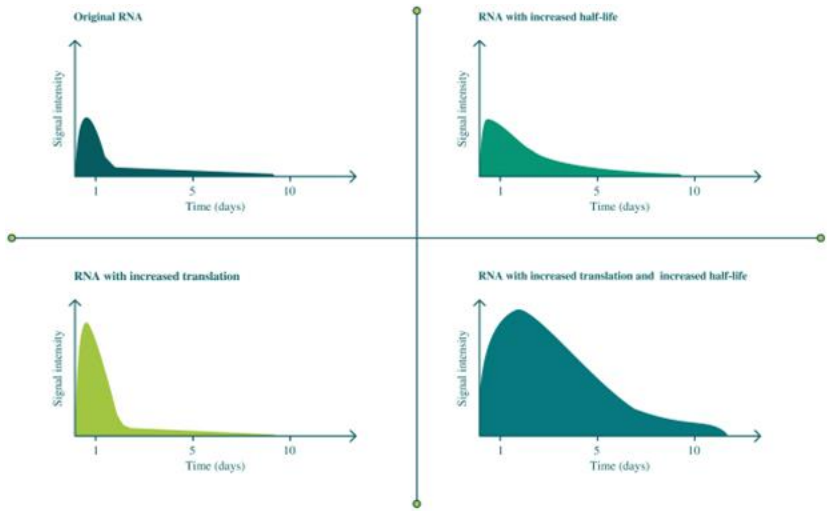 Original RNA
Signal intensity
1 5 10
Time (days)
RNA with increased half-life
Signal intensity
1 5 10
Time (days)
RNA with increased translation
Signal intensity
1 5 10
Time (days)
RNA with increased translation and increased half-life
Signal intensity
1 5 10
Time (days)